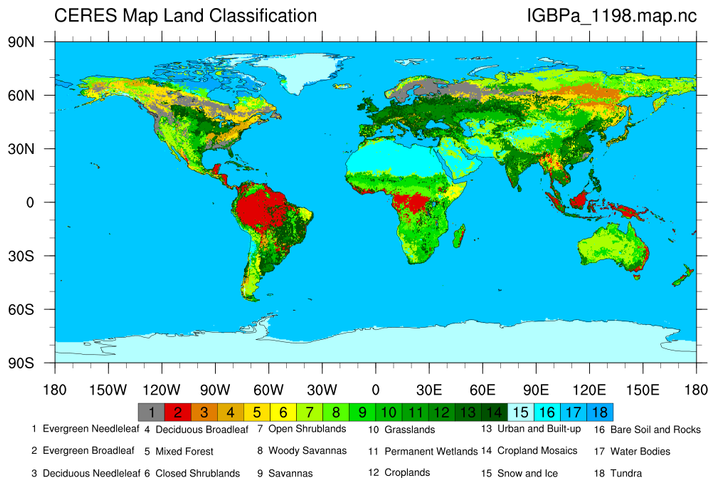 CERES Map Land Classification IGBPa_1198.map.nc
90N
60N
30N
0
30S
60S
90S
180 150W 120W 90W 60W 30W 0 30E 60E 90E 120E 150E 180
1 2 3 4 5 6 7 8 9 10 11 12 13 14 15 16 17 18
1 Evergreen Needleleaf 4 Deciduous Broadleaf 7 Open Shrublands 10 Grasslands 13 Urban and Built-up 16 Bare Soil and Rocks
2 Evergreen Broadleaf 5 Mixed Forest 8 Woody Savannas 11 Permanent Wetlands 14 Cropland Mosaics 17 Water Bodies
3 Deciduous Needleleaf 6 Closed Shrublands 9 Savannas 12 Croplands 15 Snow and Ice 18 Tundra